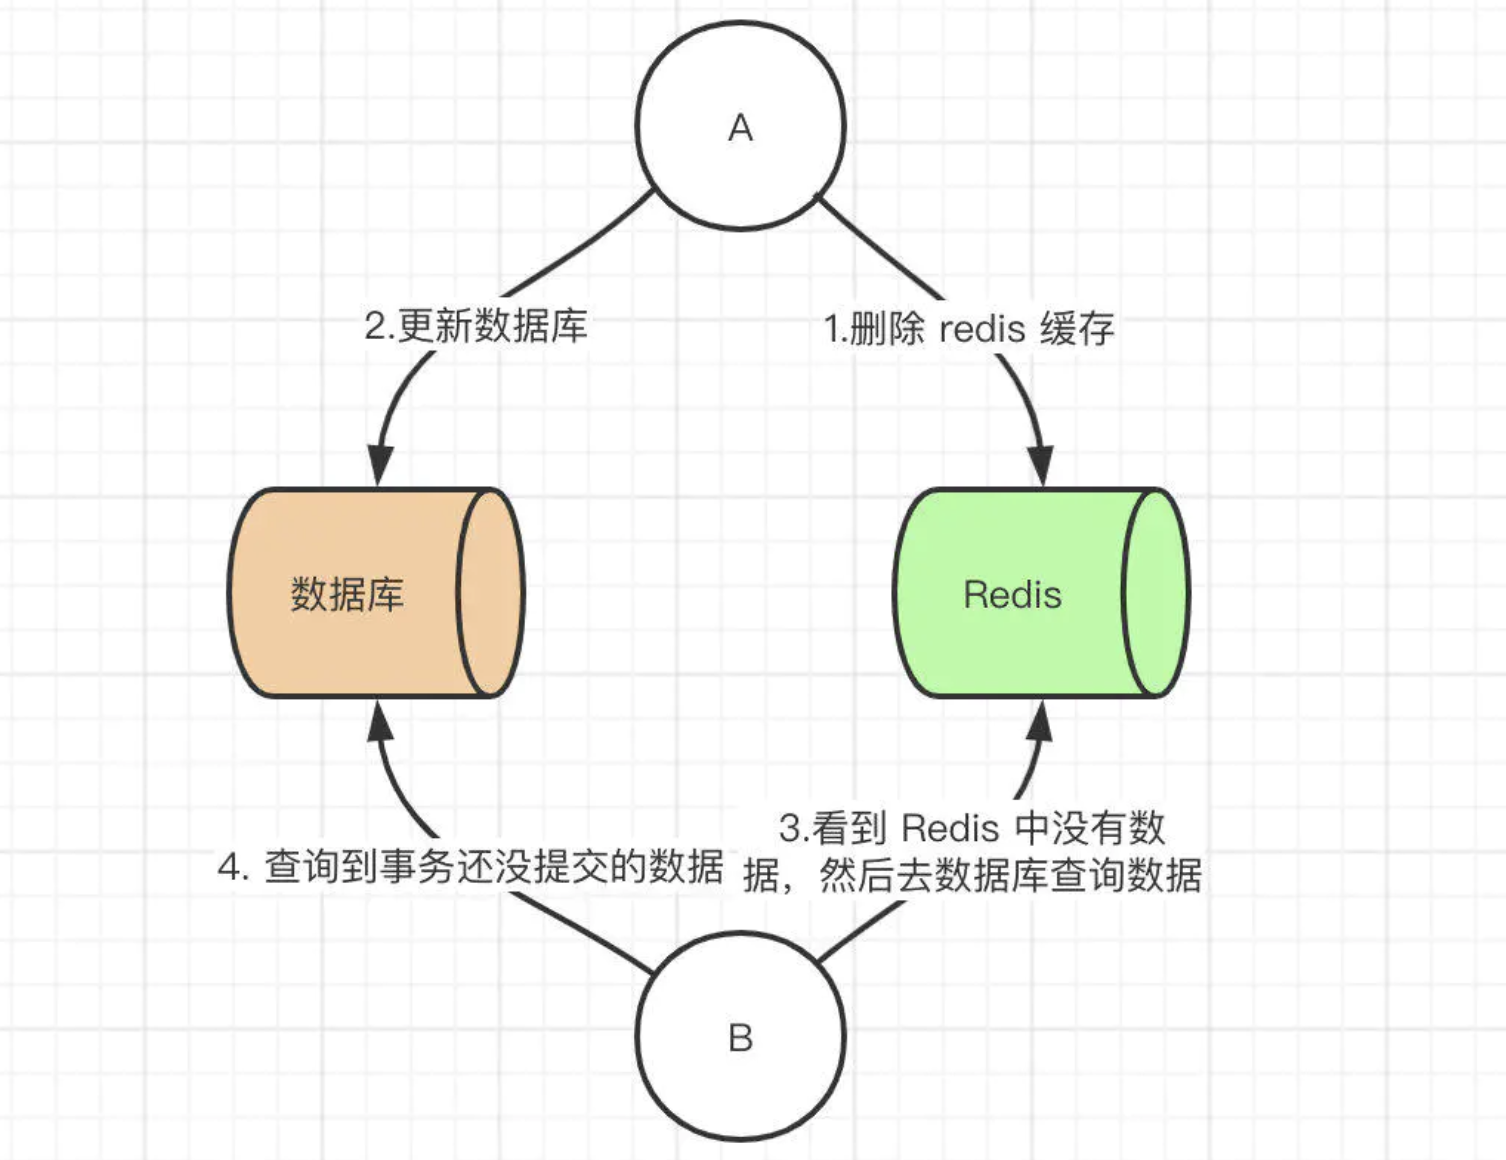 A
2.更新数据库
1.删除 redis 缓存
数据库
Redis
3.看到 Redis 中没有数
据，然后去数据库查询数据
4. 查询到事务还没提交的数据
B